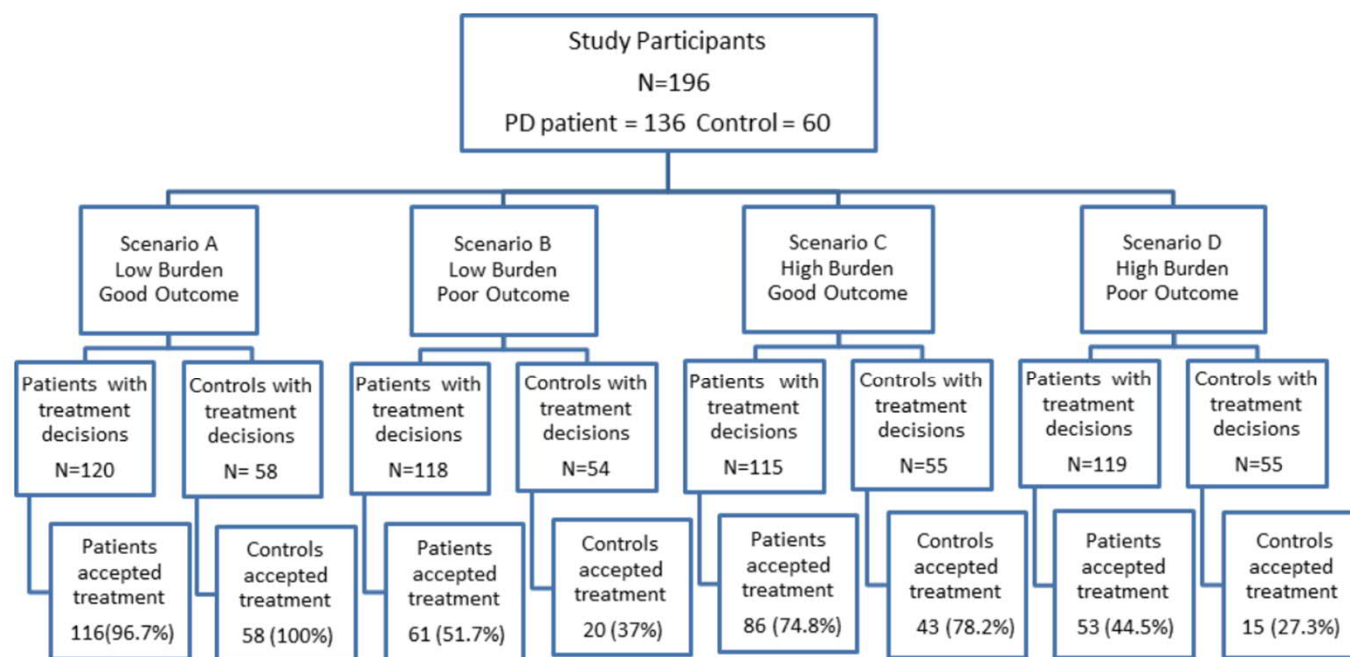 Study Participants
N=196
PD patient = 136 Control = 60
Scenario A
Low Burden
Good Outcome
Scenario B
Low Burden
Poor Outcome
Scenario C
High Burden
Good Outcome
Scenario D
High Burden
Poor Outcome
Patients with
treatment
decisions
N=120
Controls with
treatment
decisions
N= 58
Patients with
treatment
decisions
N=118
Controls with
treatment
decisions
N=54
Patients with
treatment
decisions
N=115
Controls with
treatment
decisions
N=55
Patients with
treatment
decisions
N=119
Controls with
treatment
decisions
N=55
Patients
accepted
treatment
116(96.7%)
Controls
accepted
treatment
58 (100%)
Patients
accepted
treatment
61 (51.7%)
Controls
accepted
treatment
20 (37%)
Patients
accepted
treatment
86 (74.8%)
Controls
accepted
treatment
43 (78.2%)
Patients
accepted
treatment
53 (44.5%)
Controls
accepted
treatment
15 (27.3%)